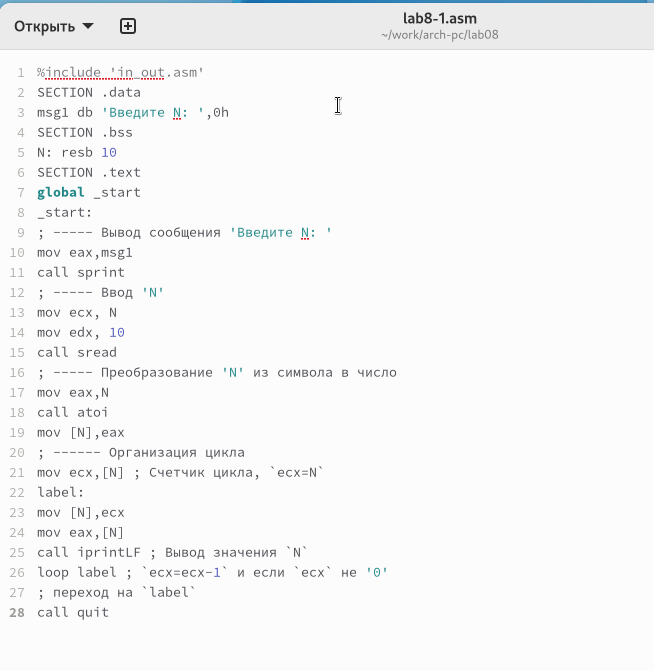 Открыть
lab8-1.asm
~/work/arch-pc/lab08
1 %include 'in_out.asm'
2 SECTION .data
3 msg1 db 'Введите N: ',0h
4 SECTION .bss
5 N: resb 10
6 SECTION .text
7 global _start
8 _start:
9 ; ----- Вывод сообщения 'Введите N: '
10 mov eax,msg1
11 call sprint
12 ; ----- Ввод 'N'
13 mov ecx, N
14 mov edx, 10
15 call sread
16 ; ----- Преобразование 'N' из символа в число
17 mov eax,N
18 call atoi
19 mov [N],eax
20 ; ------ Организация цикла
21 mov ecx,[N] ; Счетчик цикла, `ecx=N`
22 label:
23 mov [N],ecx
24 mov eax,[N]
25 call iprintLF ; Вывод значения `N`
26 loop label ; `ecx=ecx-1` и если `ecx` не '0'
27 ; переход на `label`
28 call quit